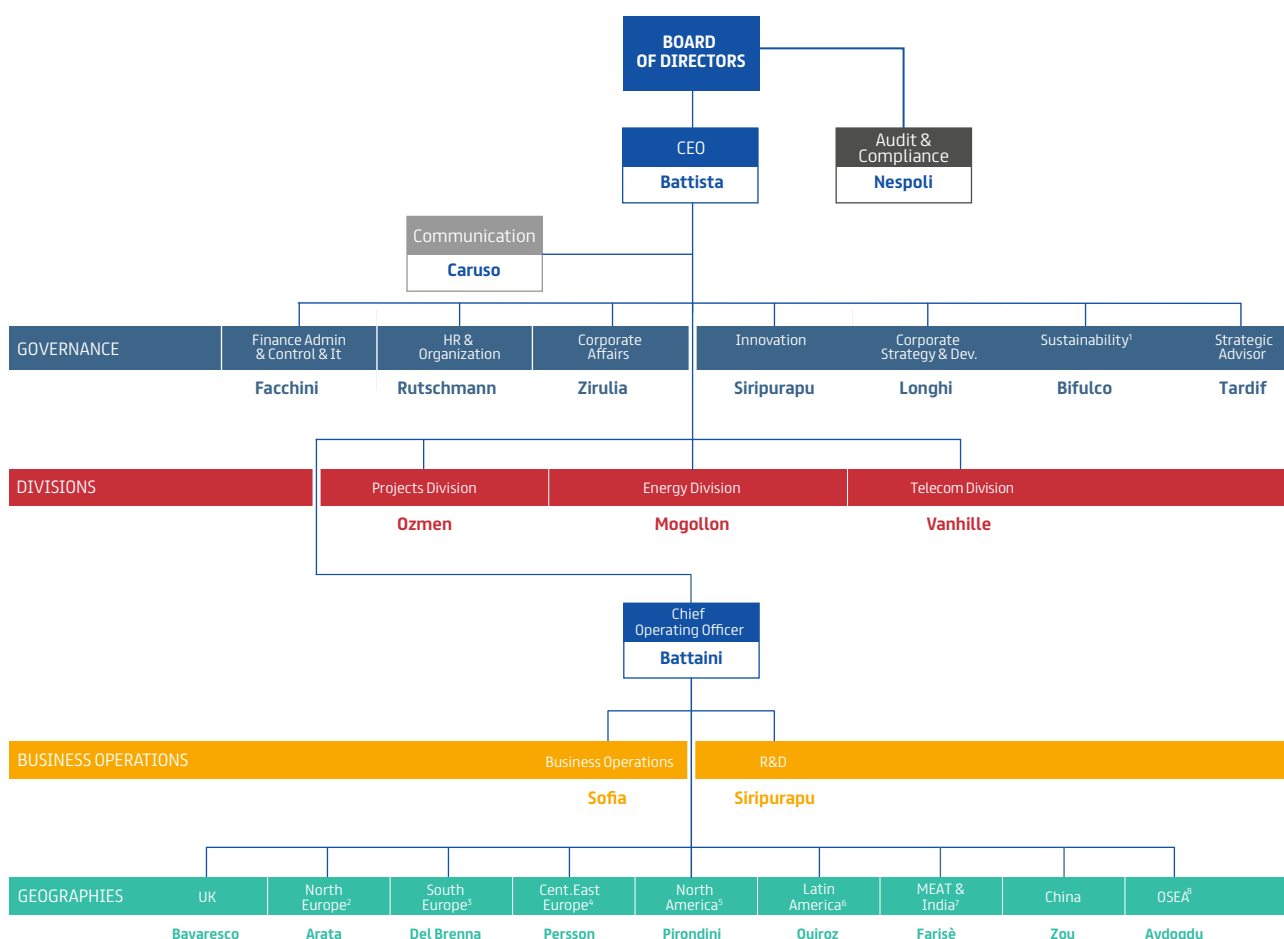 BOARD
OF DIRECTORS
CEO
Battista
Audit &
Compliance
Nespoli
Communication
Caruso
GOVERNANCE
Finance Admin
& Control & It
HR &
Organization
Corporate
Affairs
Innovation
Corporate
Strategy & Dev.
Sustainability¹
Strategic
Advisor
Facchini
Rutschmann
Zirulia
Siripurapu
Longhi
Bifulco
Tardif
DIVISIONS
Projects Division
Energy Division
Telecom Division
Ozmen
Mogollon
Vanhille
Chief
Operating Officer
Battaini
BUSINESS OPERATIONS
Business Operations
R&D
Sofia
Siripurapu
GEOGRAPHIES
UK
North
Europe²
South
Europe³
Cent.East
Europe⁴
North
America⁵
Latin
America⁶
MEAT &
India⁷
China
OSEA⁸
Bavaresco
Arata
Del Brenna
Persson
Pirondini
Quiroz
Farisè
Zou